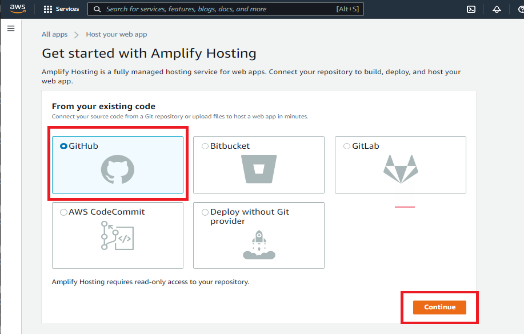 aws
Services
Search for services, features, blogs, docs, and more
[Alt+S]
All apps > Host your web app
Get started with Amplify Hosting
Amplify Hosting is a fully managed hosting service for web apps. Connect your repository to build, deploy, and host your
web app.
From your existing code
Connect your source code from a Git repository or upload files to host a web app in minutes.
GitHub
Bitbucket
GitLab
AWS CodeCommit
Deploy without Git
provider
Amplify Hosting requires read-only access to your repository.
Continue